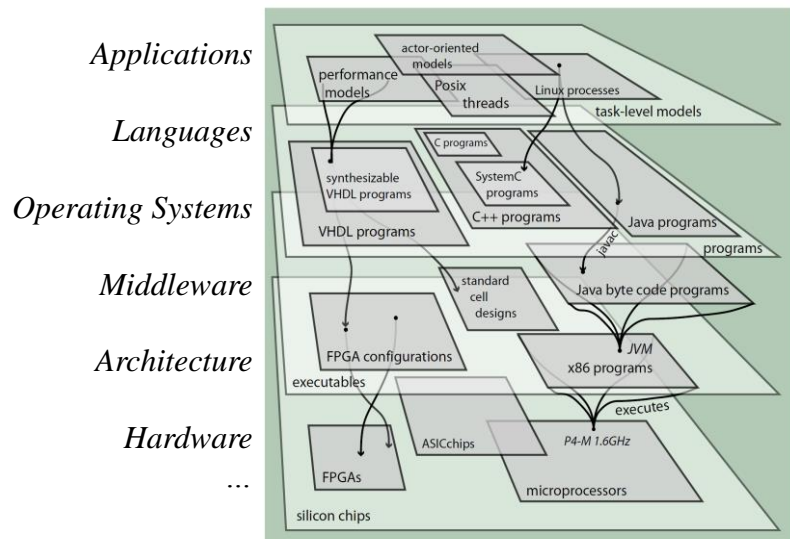 Applications
Languages
Operating Systems
Middleware
Architecture
Hardware
...
actor-oriented
models
performance
models
Posix
threads
Linux processes
task-level models
C programs
synthesizable
VHDL programs
SystemC
programs
C++ programs
VHDL programs
Java programs
programs
javac
standard
cell
designs
Java byte code programs
FPGA configurations
JVM
x86 programs
executables
executes
ASICchips
P4-M 1.6GHz
FPGAs
microprocessors
silicon chips